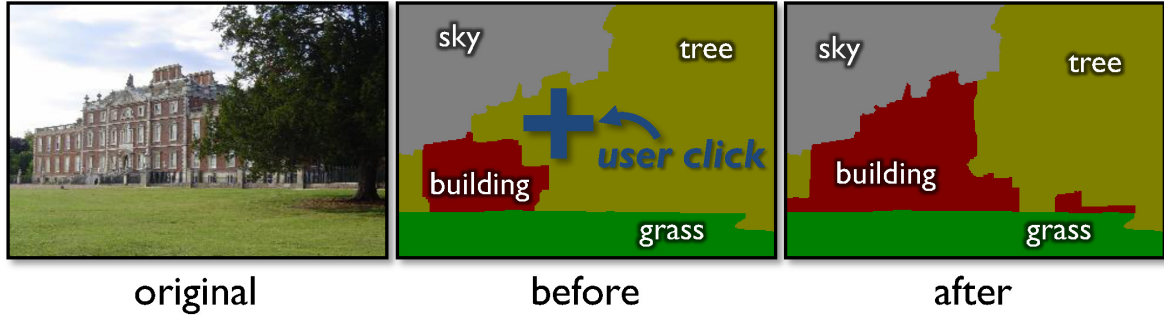 sky
tree
user click
building
grass
sky
tree
building
grass
original
before
after